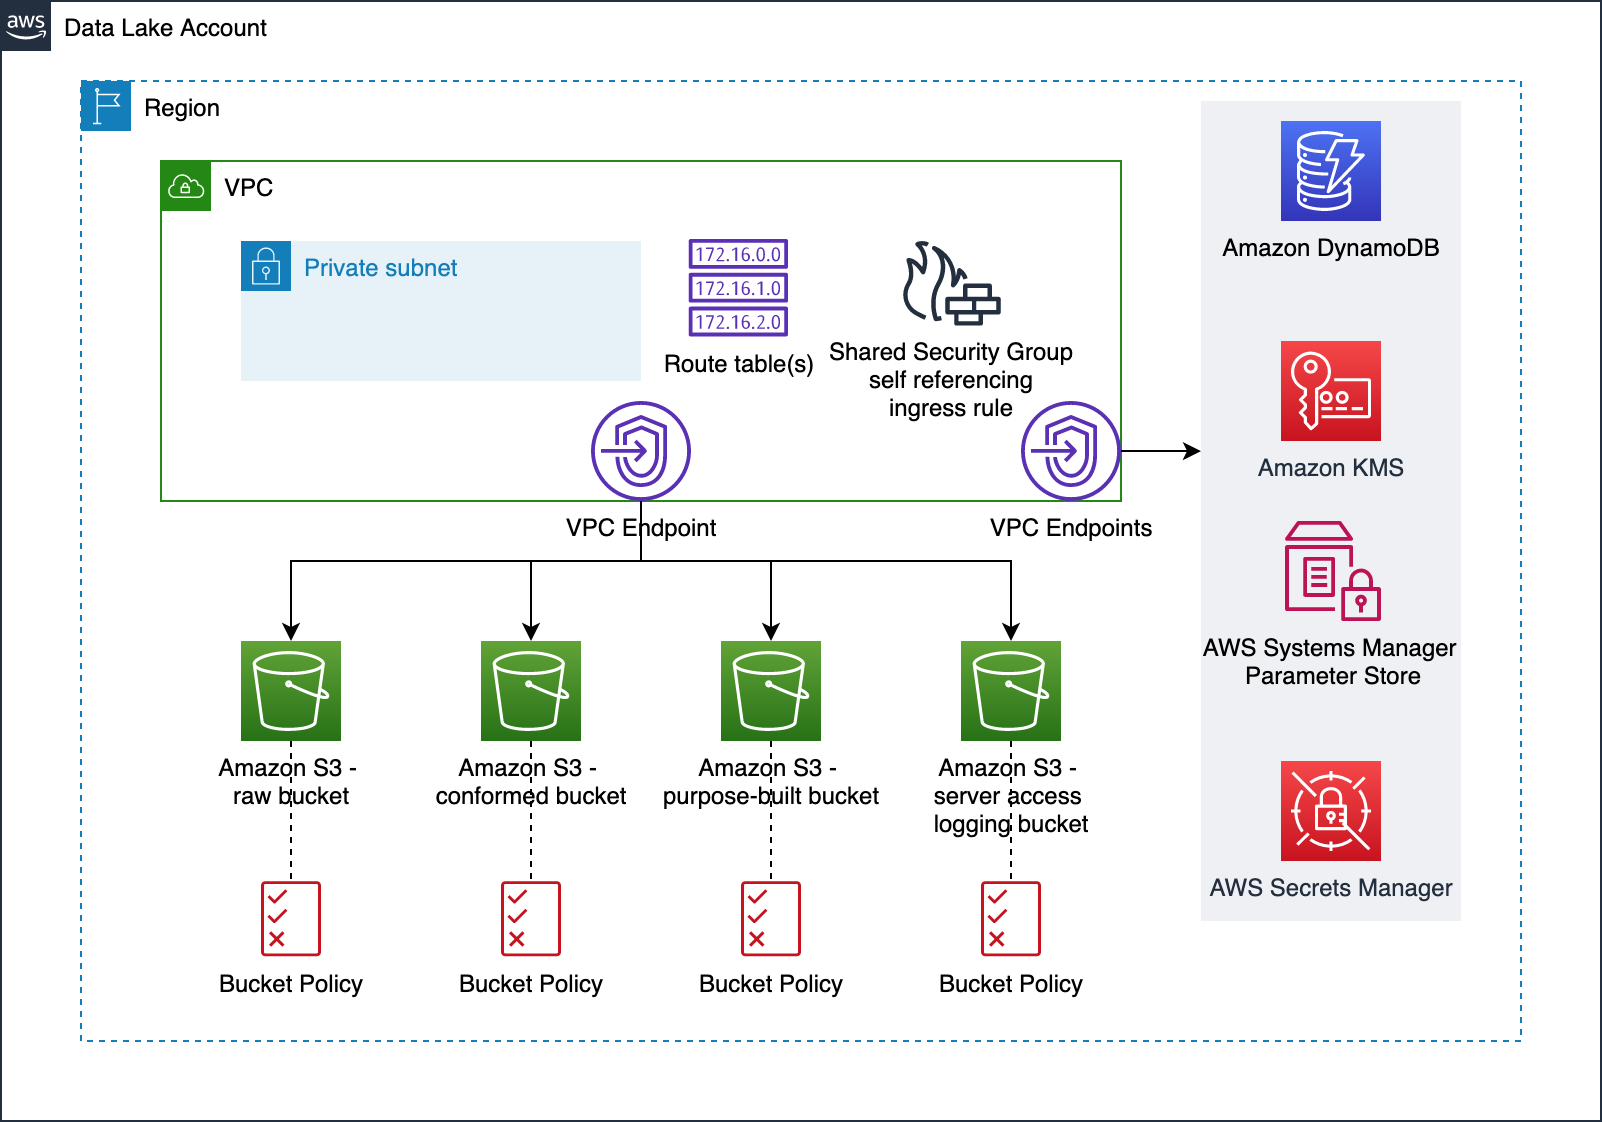 aws
Data Lake Account
Region
VPC
Private subnet
172.16.0.0
172.16.1.0
172.16.2.0
Route table(s)
Shared Security Group
self referencing
ingress rule
VPC Endpoint
VPC Endpoints
Amazon DynamoDB
Amazon KMS
AWS Systems Manager
Parameter Store
AWS Secrets Manager
Amazon S3 -
raw bucket
Amazon S3 -
conformed bucket
Amazon S3 -
purpose-built bucket
Amazon S3 -
server access
logging bucket
Bucket Policy
Bucket Policy
Bucket Policy
Bucket Policy